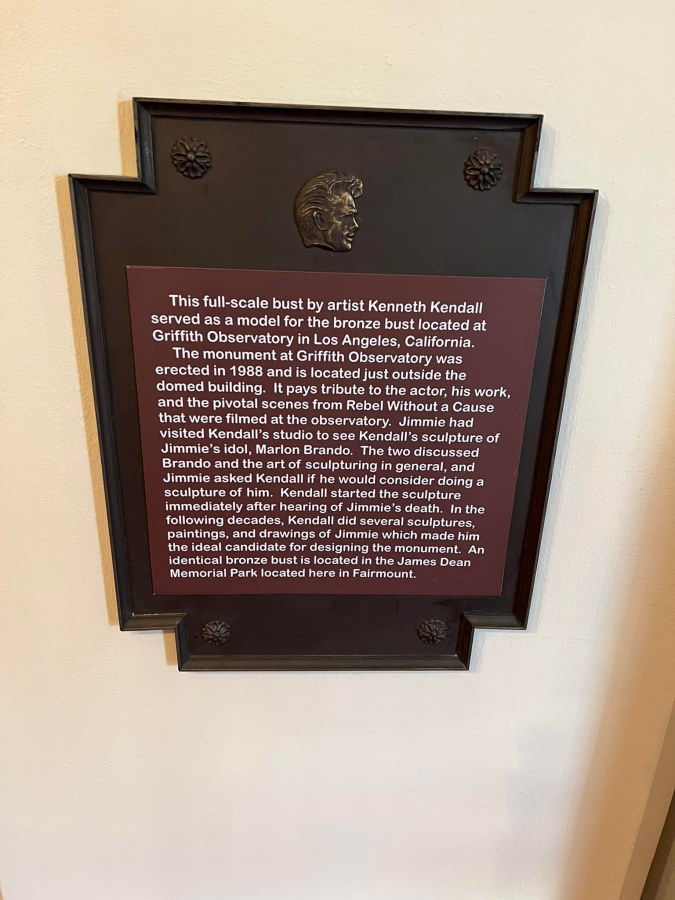 This full-scale bust by artist Kenneth Kendall
served as a model for the bronze bust located at
Griffith Observatory in Los Angeles, California.
The monument at Griffith Observatory was
erected in 1988 and is located just outside the
domed building. It pays tribute to the actor, his work,
and the pivotal scenes from Rebel Without a Cause
that were filmed at the observatory. Jimmie had
visited Kendall's studio to see Kendall's sculpture of
Jimmie's idol, Marlon Brando. The two discussed
Brando and the art of sculpturing in general, and
Jimmie asked Kendall if he would consider doing a
sculpture of him. Kendall started the sculpture
immediately after hearing of Jimmie's death. In the
following decades, Kendall did several sculptures,
paintings, and drawings of Jimmie which made him
the ideal candidate for designing the monument. An
identical bronze bust is located in the James Dean
Memorial Park located here in Fairmount.